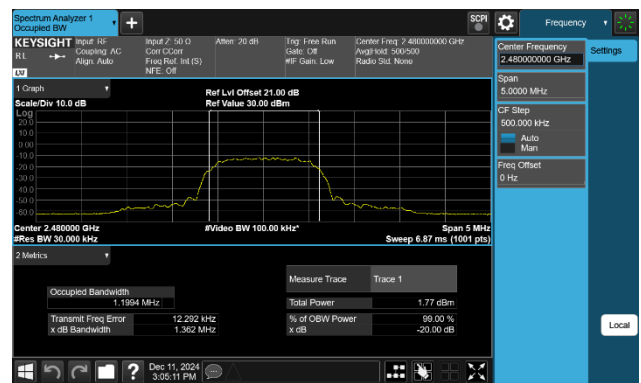 Spectrum Analyzer 1
Occupied BW
SCPI
Frequency
KEYSIGHT
RL
LVI
Input: RF
Coupling: AC
Align: Auto
Input Z: 50 Ω
Corr CCorr
Freq Ref: Int (S)
NFE: Off
Atten: 20 dB
Trig: Free Run
Gate: Off
#IF Gain: Low
Center Freq: 2.480000000 GHz
Avg|Hold: 500/500
Radio Std: None
Center Frequency
2.480000000 GHz
Settings
Span
5.0000 MHz
CF Step
500.000 kHz
Auto
Man
Freq Offset
0 Hz
Local
1 Graph
Scale/Div 10.0 dB
Ref Lvl Offset 21.00 dB
Ref Value 30.00 dBm
Log
20.0
10.0
0.00
-10.0
-20.0
-30.0
-40.0
-50.0
-60.0
Center 2.480000 GHz
#Video BW 100.00 kHz*
Span 5 MHz
#Res BW 30.000 kHz
Sweep 6.87 ms (1001 pts)
2 Metrics
Measure Trace
Trace 1
Occupied Bandwidth
1.1994 MHz
Total Power
1.77 dBm
Transmit Freq Error
12.292 kHz
% of OBW Power
99.00 %
x dB Bandwidth
1.362 MHz
x dB
-20.00 dB
Dec 11, 2024
3:05:11 PM